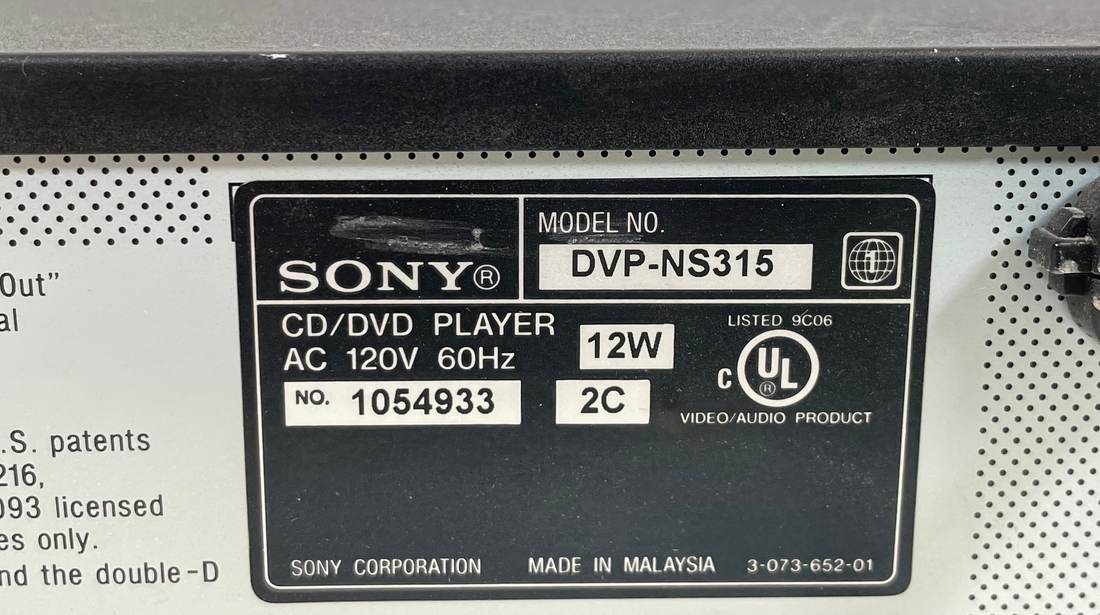 Out”
al
.S. patents
216,
093 licensed
es only.
nd the double-D
SONY®
MODEL NO.
DVP-NS315
1
CD/DVD PLAYER
AC 120V 60Hz
12W
NO. 1054933
2C
LISTED 9C06
C UL ®
VIDEO/AUDIO PRODUCT
SONY CORPORATION MADE IN MALAYSIA 3-073-652-01